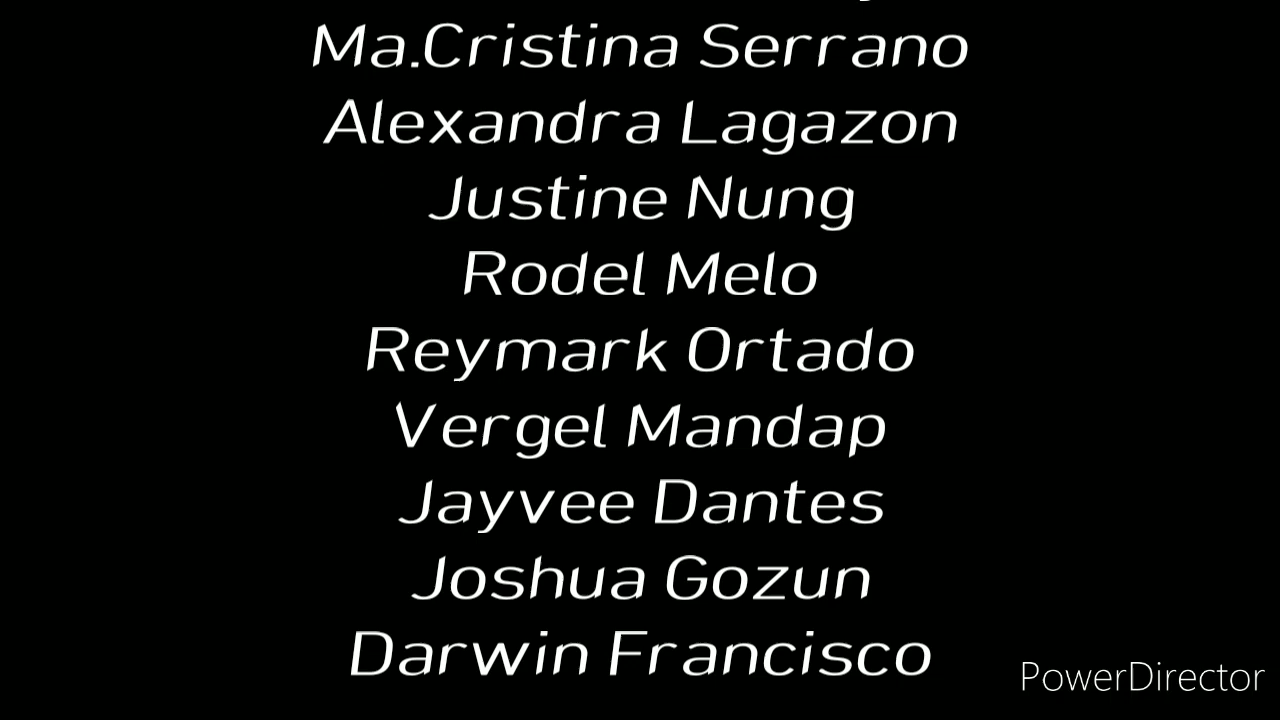 Ma.Cristina Serrano
Alexandra Lagazon
Justine Nung
Rodel Melo
Reymark Ortado
Vergel Mandap
Jayvee Dantes
Joshua Gozun
Darwin Francisco
PowerDirector